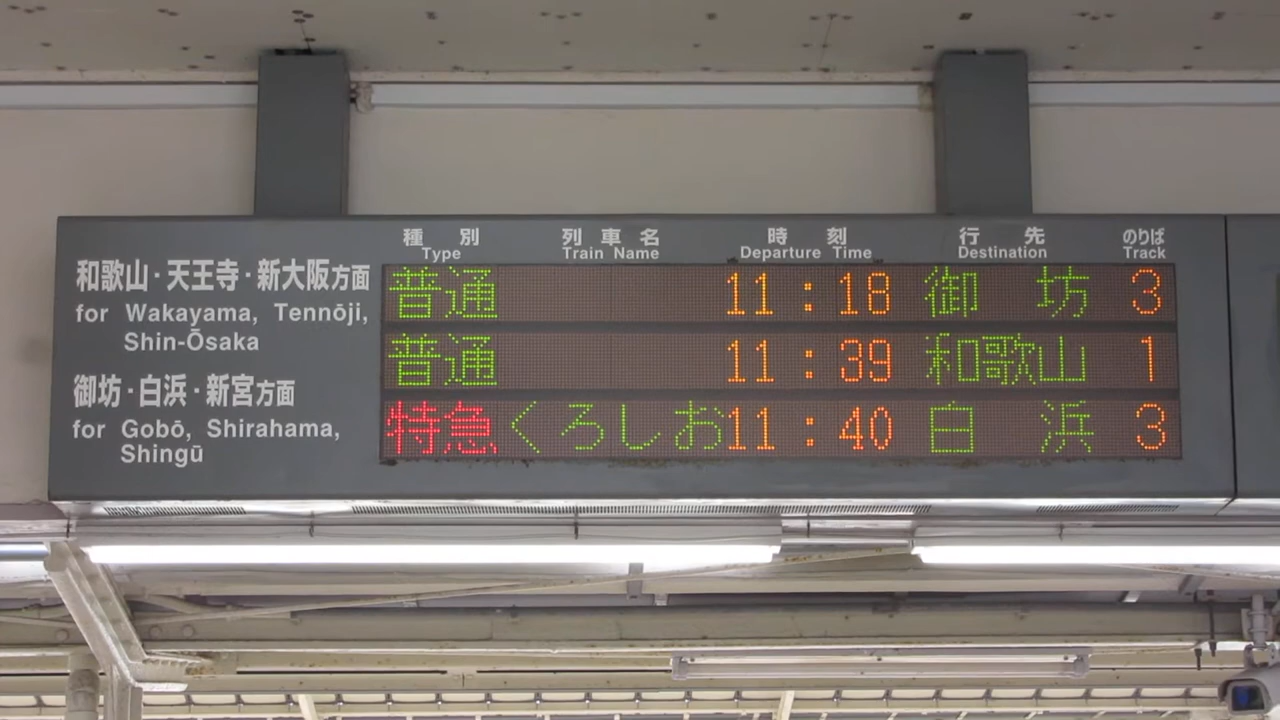 種別 列車名 時刻 行先 のりば
Type Train Name Departure Time Destination Track
和歌山・天王寺・新大阪方面
for Wakayama, Tennōji,
Shin-Ōsaka
御坊・白浜・新宮方面
for Gobō, Shirahama,
Shingū
普通 11:18 御坊 3
普通 11:39 和歌山 1
特急 くろしお 11:40 白浜 3